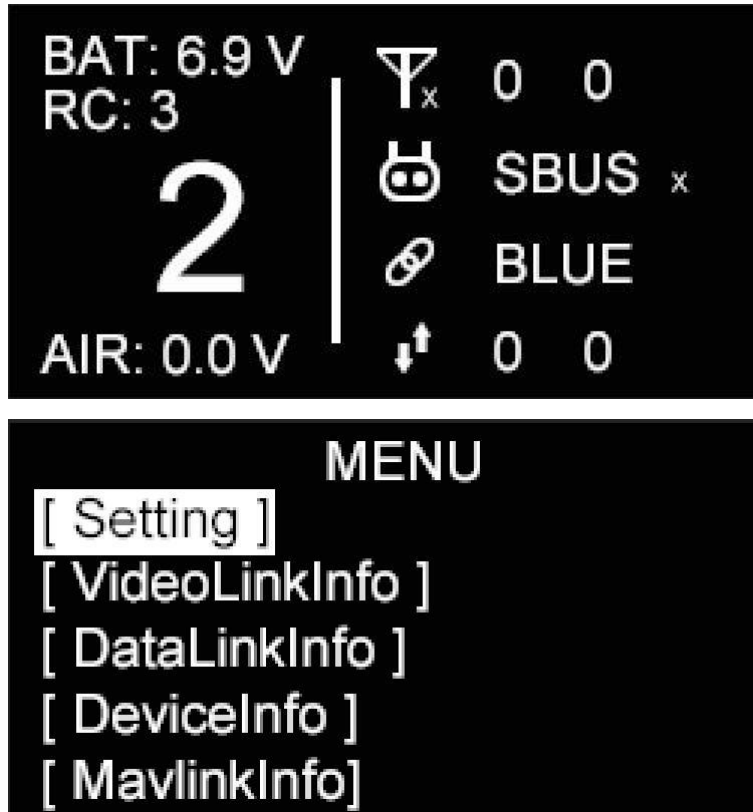 BAT: 6.9 V
RC: 3
2
AIR: 0.0 V
x 0 0
SBUS x
BLUE
0 0
MENU
[ Setting ]
[ VideoLinkInfo ]
[ DataLinkInfo ]
[ DeviceInfo ]
[ MavlinkInfo]